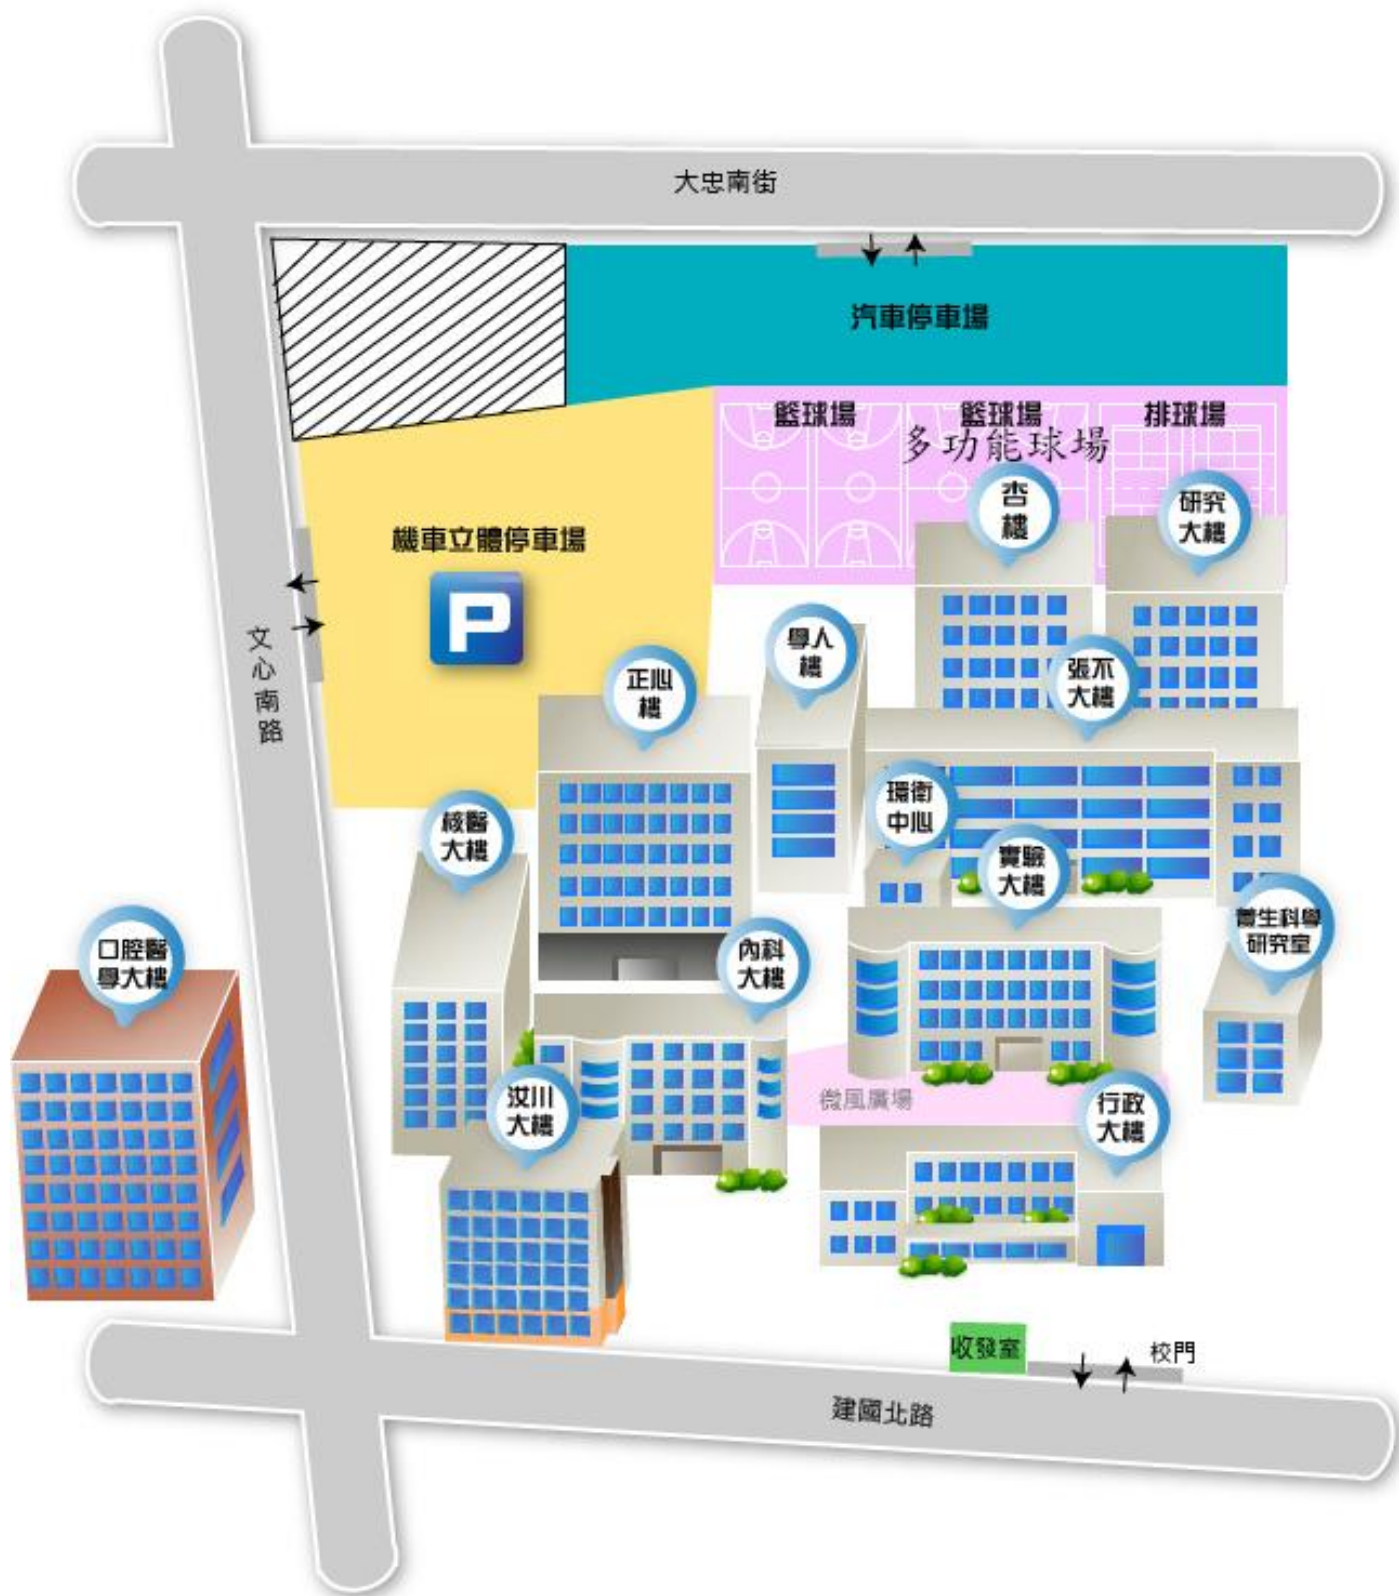 大忠南街
汽車停車場
籃球場
籃球場
排球場
多功能球場
杏
樓
研究
大樓
機車立體停車場
P
文心南路
學人
樓
正心
樓
張不
大樓
環衛
中心
核醫
大樓
實驗
大樓
口腔醫
學大樓
內科
大樓
養生科學
研究室
汶川
大樓
微風廣場
行政
大樓
收發室
校門
建國北路